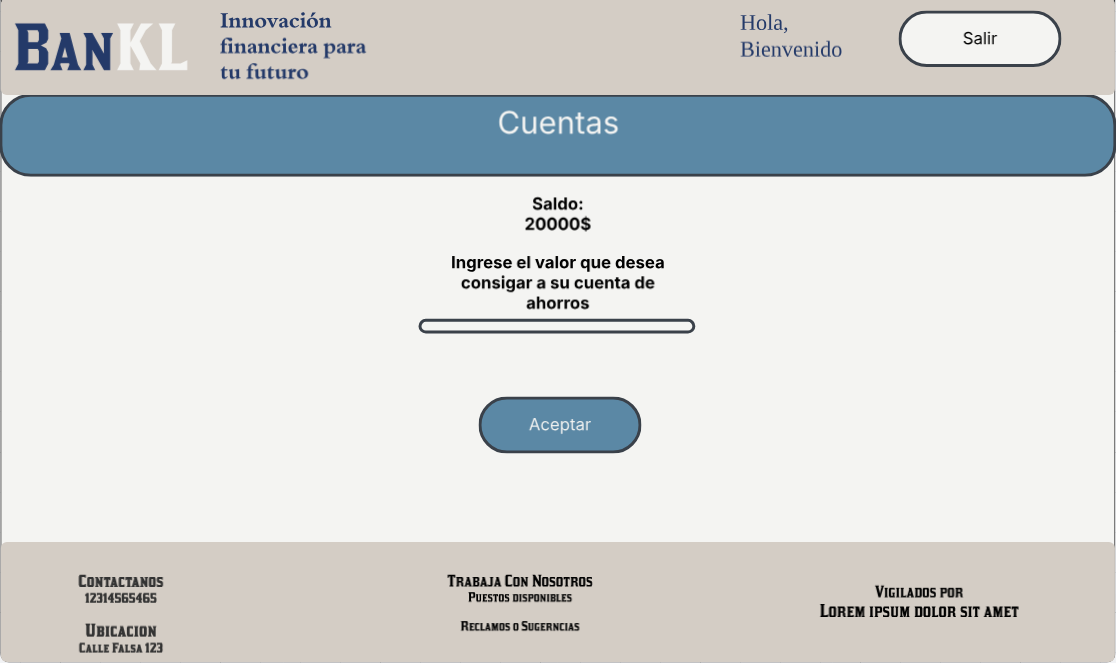 BANKL
Innovación
financiera para
tu futuro
Hola,
Bienvenido
Salir
Cuentas
Saldo:
20000$
Ingrese el valor que desea
consigar a su cuenta de
ahorros
Aceptar
Contactanos
12314565465
Ubicacion
Calle Falsa 123
Trabaja Con Nosotros
Puestos disponibles
Reclamos o Sugerncias
Vigilados por
Lorem ipsum dolor sit amet